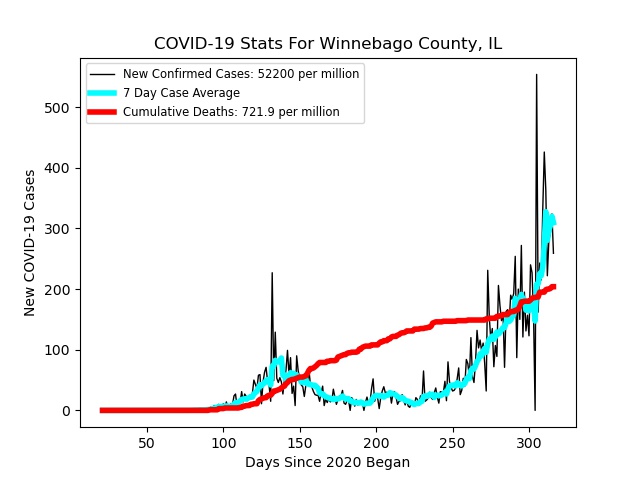 COVID-19 Stats For Winnebago County, IL
New Confirmed Cases: 52200 per million
7 Day Case Average
Cumulative Deaths: 721.9 per million
New COVID-19 Cases
500
400
300
200
100
0
50 100 150 200 250 300
Days Since 2020 Began